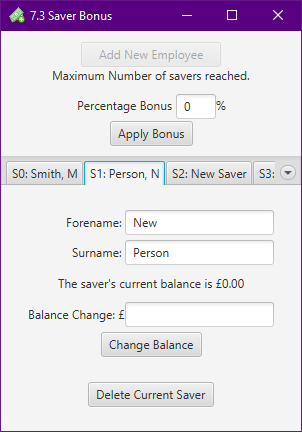 7.3 Saver Bonus
Add New Employee
Maximum Number of savers reached.
Percentage Bonus 0 %
Apply Bonus
S0: Smith, M S1: Person, N S2: New Saver S3:
Forename: New
Surname: Person
The saver's current balance is £0.00
Balance Change: £
Change Balance
Delete Current Saver